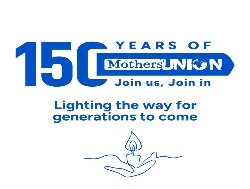 150 YEARS OF
Mothers' UNION
Join us, Join in
Lighting the way for
generations to come